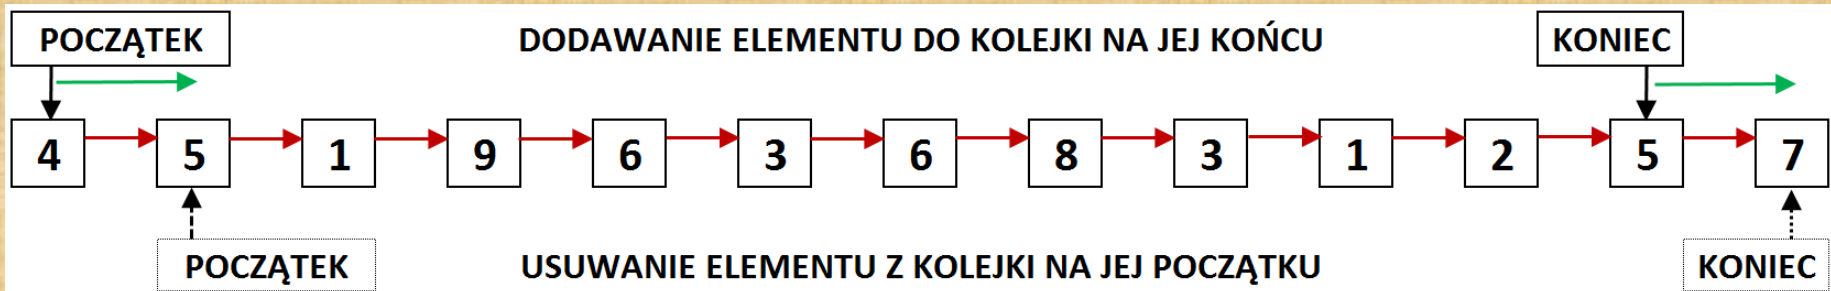 POCZĄTEK DODAWANIE ELEMENTU DO KOLEJKI NA JEJ KOŃCU KONIEC
4 5 1 9 6 3 6 8 3 1 2 5 7
POCZĄTEK USUWANIE ELEMENTU Z KOLEJKI NA JEJ POCZĄTKU KONIEC